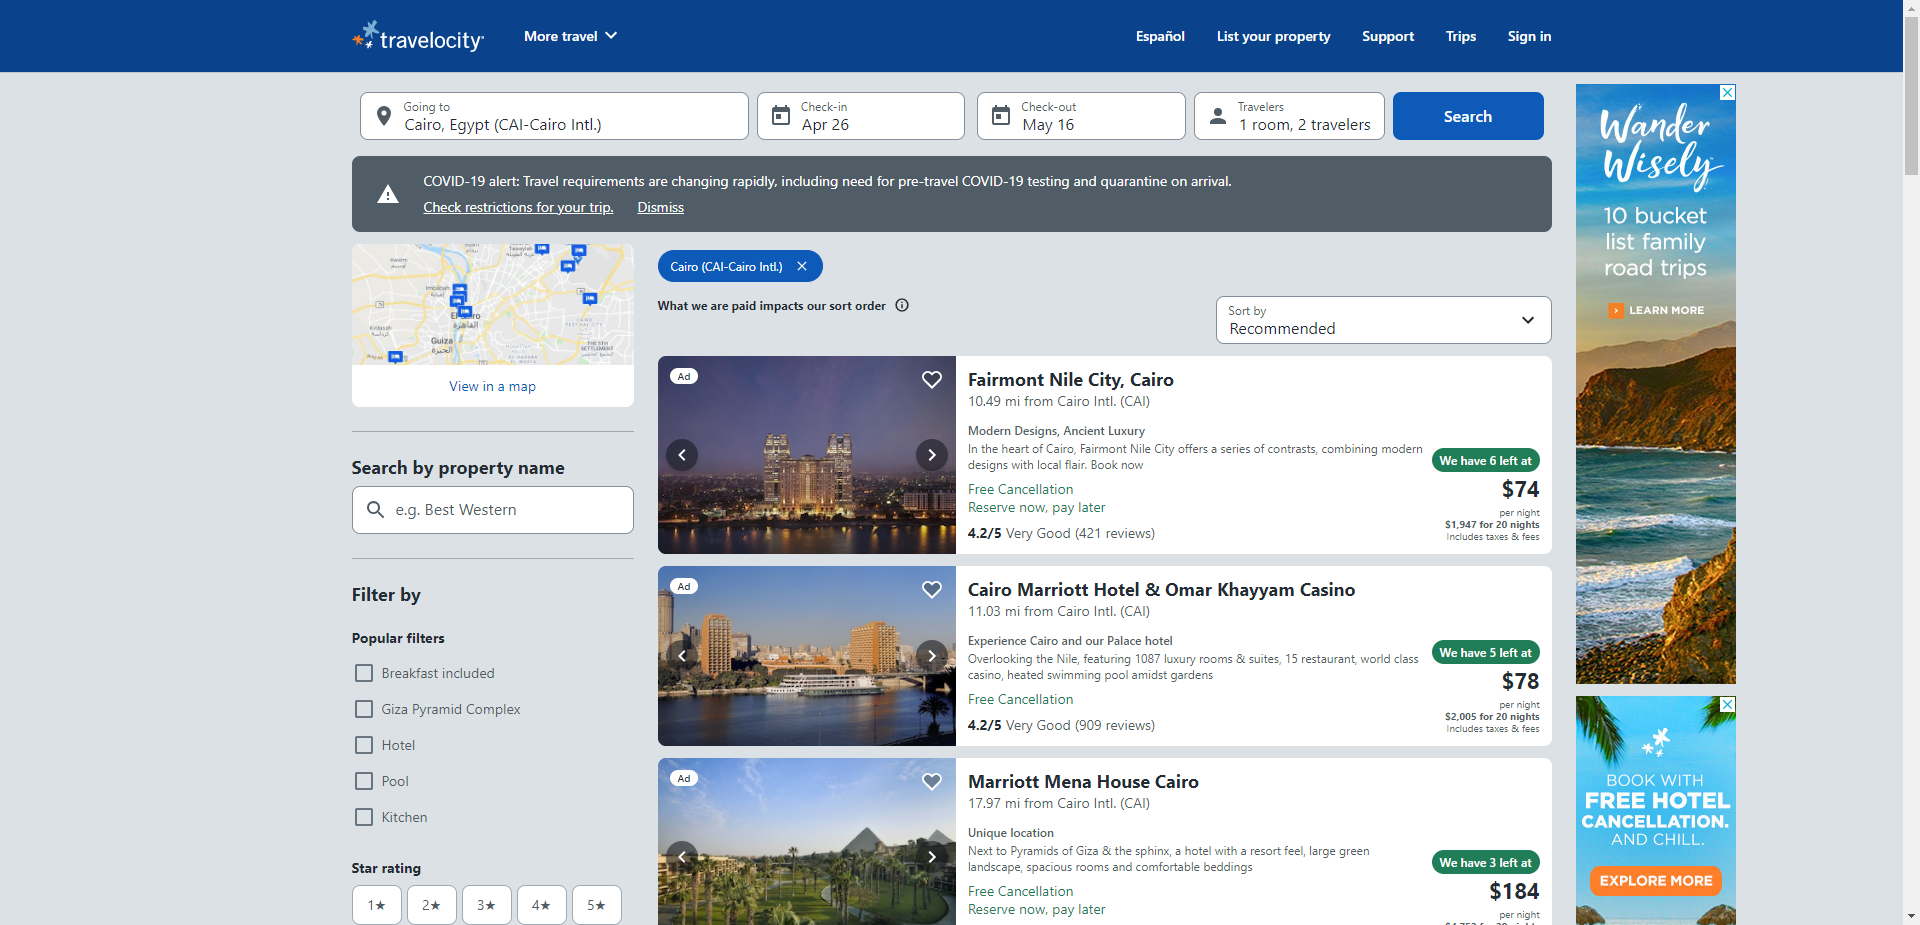 travelocity
More travel
Español
List your property
Support
Trips
Sign in
Going to
Cairo, Egypt (CAI-Cairo Intl.)
Check-in
Apr 26
Check-out
May 16
Travelers
1 room, 2 travelers
Search
COVID-19 alert: Travel requirements are changing rapidly, including need for pre-travel COVID-19 testing and quarantine on arrival.
Check restrictions for your trip.
Dismiss
Guiza
الجيزة
القاهرة
View in a map
Search by property name
e.g. Best Western
Filter by
Popular filters
Breakfast included
Giza Pyramid Complex
Hotel
Pool
Kitchen
Star rating
1★
2★
3★
4★
5★
Cairo (CAI-Cairo Intl.)
What we are paid impacts our sort order
Sort by
Recommended
Ad
Fairmont Nile City, Cairo
10.49 mi from Cairo Intl. (CAI)
Modern Designs, Ancient Luxury
In the heart of Cairo, Fairmont Nile City offers a series of contrasts, combining modern
designs with local flair. Book now
Free Cancellation
Reserve now, pay later
4.2/5 Very Good (421 reviews)
We have 6 left at
$74
per night
$1,947 for 20 nights
Includes taxes & fees
Ad
Cairo Marriott Hotel & Omar Khayyam Casino
11.03 mi from Cairo Intl. (CAI)
Experience Cairo and our Palace hotel
Overlooking the Nile, featuring 1087 luxury rooms & suites, 15 restaurant, world class
casino, heated swimming pool amidst gardens
Free Cancellation
4.2/5 Very Good (909 reviews)
We have 5 left at
$78
per night
$2,005 for 20 nights
Includes taxes & fees
Ad
Marriott Mena House Cairo
17.97 mi from Cairo Intl. (CAI)
Unique location
Next to Pyramids of Giza & the sphinx, a hotel with a resort feel, large green
landscape, spacious rooms and comfortable beddings
Free Cancellation
Reserve now, pay later
We have 3 left at
$184
per night
Wander
Wisely
10 bucket
list family
road trips
LEARN MORE
BOOK WITH
FREE HOTEL
CANCELLATION.
AND CHILL.
EXPLORE MORE